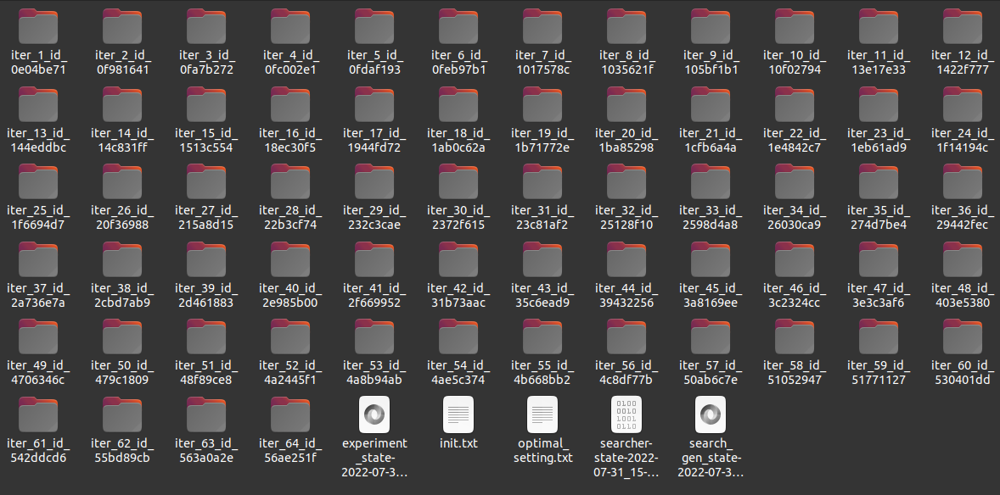 iter_1_id_ iter_2_id_ iter_3_id_ iter_4_id_ iter_5_id_ iter_6_id_ iter_7_id_ iter_8_id_ iter_9_id_ iter_10_id_ iter_11_id_ iter_12_id_
0e04be71 0f981641 0fa7b272 0fc002e1 0fdaf193 0feb97b1 1017578c 1035621f 105bf1b1 10f02794 13e17e33 1422f777
iter_13_id_ iter_14_id_ iter_15_id_ iter_16_id_ iter_17_id_ iter_18_id_ iter_19_id_ iter_20_id_ iter_21_id_ iter_22_id_ iter_23_id_ iter_24_id_
144eddbc 14c831ff 1513c554 18ec30f5 1944fd72 1ab0c62a 1b71772e 1ba85298 1cfb6a4a 1e4842c7 1eb61ad9 1f14194c
iter_25_id_ iter_26_id_ iter_27_id_ iter_28_id_ iter_29_id_ iter_30_id_ iter_31_id_ iter_32_id_ iter_33_id_ iter_34_id_ iter_35_id_ iter_36_id_
1f6694d7 20f36988 215a8d15 22b3cf74 232c3cae 2372f615 23c81af2 25128f10 2598d4a8 26030ca9 274d7be4 29442fec
iter_37_id_ iter_38_id_ iter_39_id_ iter_40_id_ iter_41_id_ iter_42_id_ iter_43_id_ iter_44_id_ iter_45_id_ iter_46_id_ iter_47_id_ iter_48_id_
2a736e7a 2cbd7ab9 2d461883 2e985b00 2f669952 31b73aac 35c6ead9 39432256 3a8169ee 3c2324cc 3e3c3af6 403e5380
iter_49_id_ iter_50_id_ iter_51_id_ iter_52_id_ iter_53_id_ iter_54_id_ iter_55_id_ iter_56_id_ iter_57_id_ iter_58_id_ iter_59_id_ iter_60_id_
4706346c 479c1809 48f89ce8 4a2445f1 4a8b94ab 4ae5c374 4b668bb2 4c8df77b 50ab6c7e 51052947 51771127 530401dd
0100
0010
1001
0110
iter_61_id_ iter_62_id_ iter_63_id_ iter_64_id_ experiment init.txt optimal_ searcher- search_
542ddcd6 55bd89cb 563a0a2e 56ae251f _state- setting.txt state-2022- gen_state-
2022-07-3... 07-31_15-... 2022-07-3...